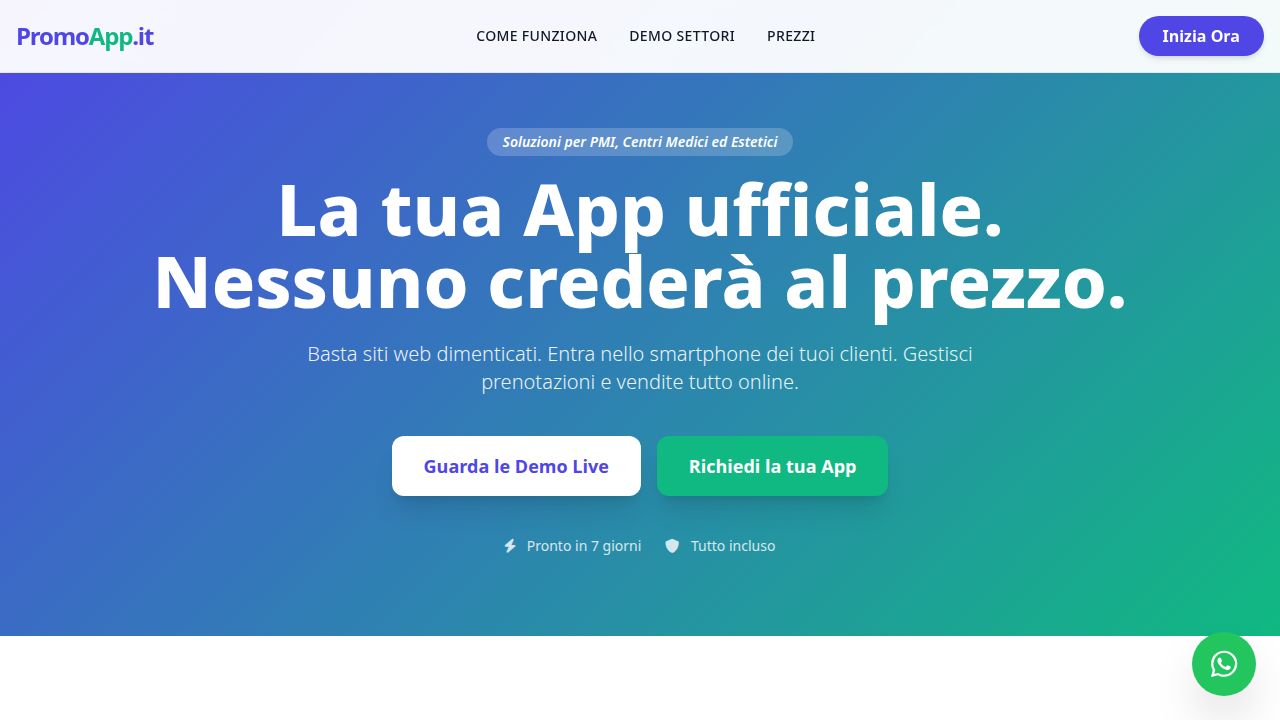 PromoApp.it
COME FUNZIONA
DEMO SETTORI
PREZZI
Inizia Ora
Soluzioni per PMI, Centri Medici ed Estetici
La tua App ufficiale.
Nessuno crederà al prezzo.
Basta siti web dimenticati. Entra nello smartphone dei tuoi clienti. Gestisci
prenotazioni e vendite tutto online.
Guarda le Demo Live
Richiedi la tua App
Pronto in 7 giorni
Tutto incluso